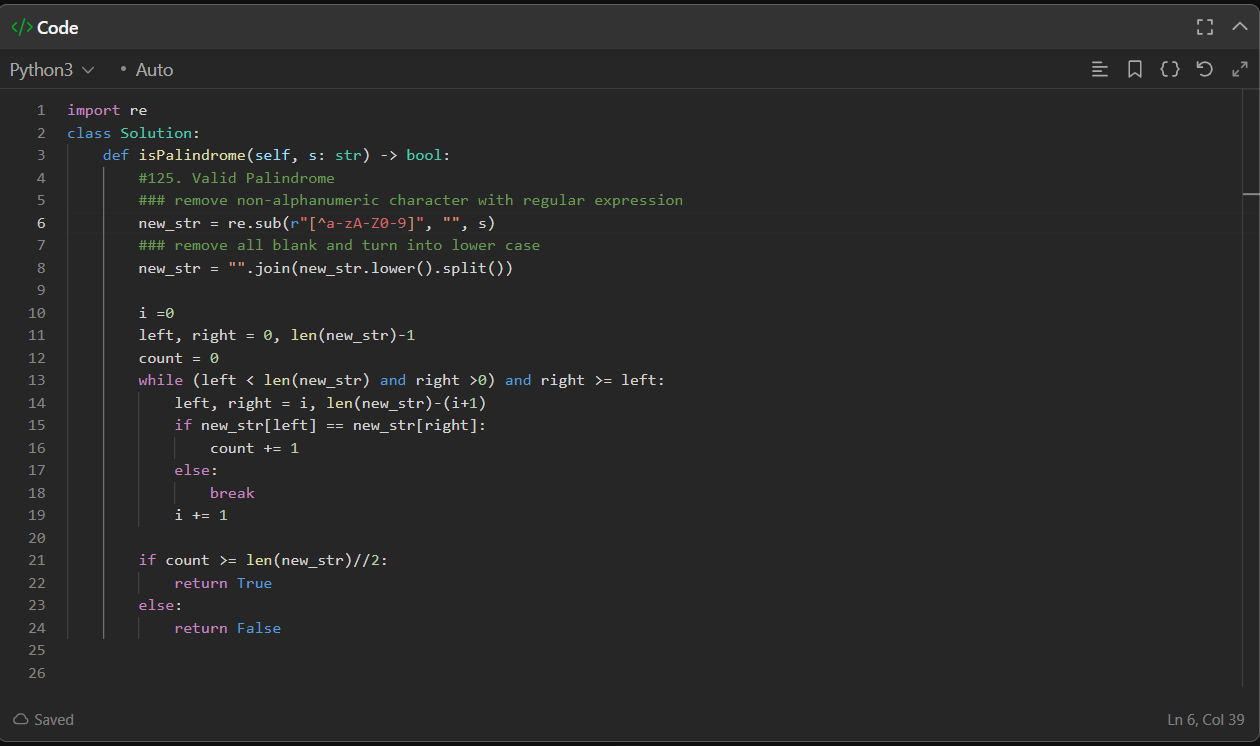 </> Code
Python3 • Auto
1 import re
2 class Solution:
3     def isPalindrome(self, s: str) -> bool:
4         #125. Valid Palindrome
5         ### remove non-alphanumeric character with regular expression
6         new_str = re.sub(r"[^a-zA-Z0-9]", "", s)
7         ### remove all blank and turn into lower case
8         new_str = "".join(new_str.lower().split())
9
10         i =0
11         left, right = 0, len(new_str)-1
12         count = 0
13         while (left < len(new_str) and right >0) and right >= left:
14             left, right = i, len(new_str)-(i+1)
15             if new_str[left] == new_str[right]:
16                 count += 1
17             else:
18                 break
19             i += 1
20
21         if count >= len(new_str)//2:
22             return True
23         else:
24             return False
25
26
Saved Ln 6, Col 39